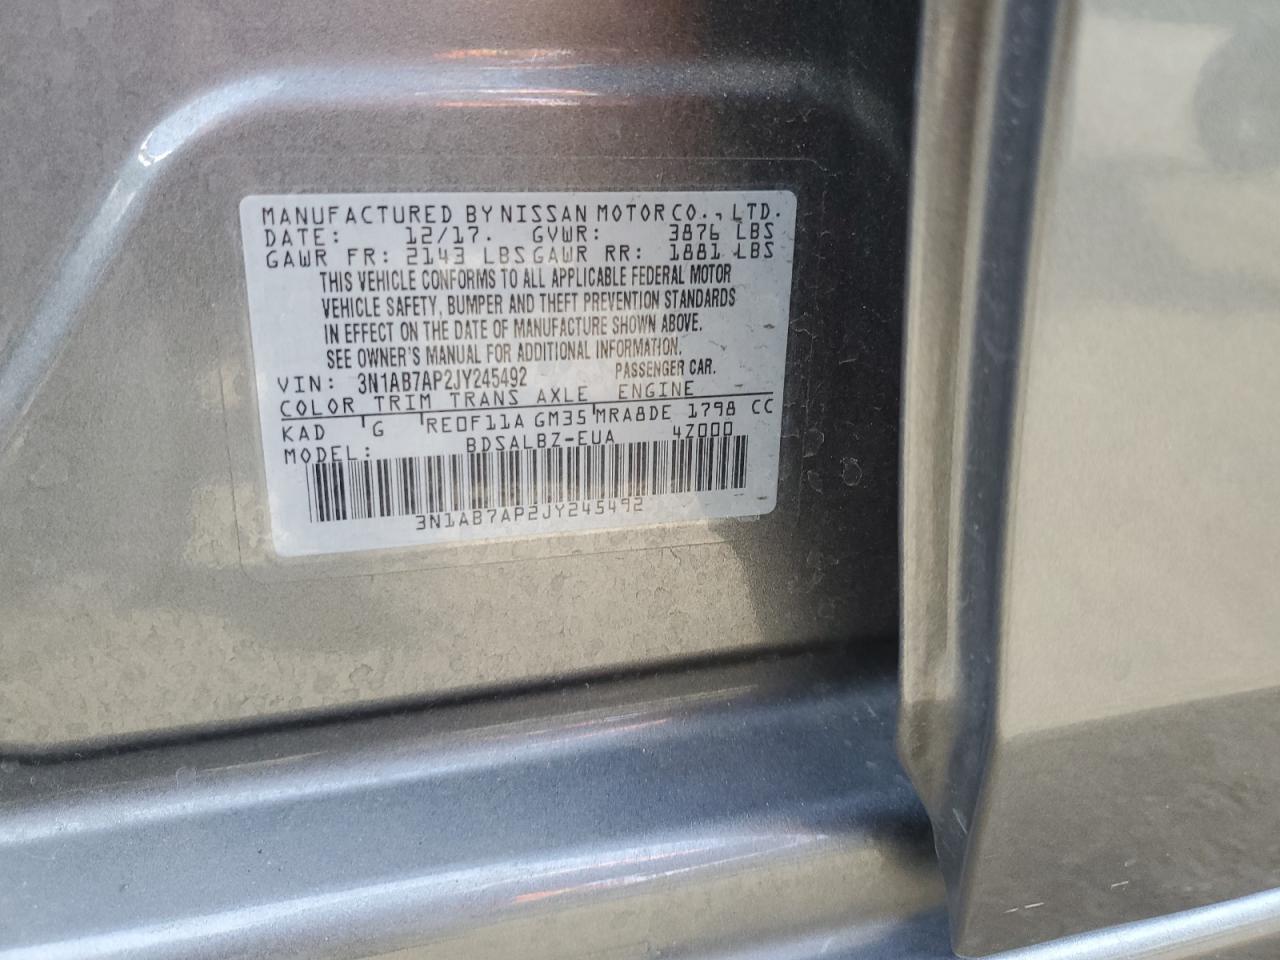 MANUFACTURED BY NISSAN MOTOR CO., LTD.
DATE: 12/17. GVWR: 3876 LBS
GAWR FR: 2143 LBS GAWR RR: 1881 LBS
THIS VEHICLE CONFORMS TO ALL APPLICABLE FEDERAL MOTOR
VEHICLE SAFETY, BUMPER AND THEFT PREVENTION STANDARDS
IN EFFECT ON THE DATE OF MANUFACTURE SHOWN ABOVE.
SEE OWNER'S MANUAL FOR ADDITIONAL INFORMATION.
VIN: 3N1AB7AP2JY245492 PASSENGER CAR.
COLOR TRIM TRANS AXLE ENGINE
KAD G RE0F11A GM35 MRA8DE 1798 CC
MODEL: BDSALBZ-EUA 4Z000
3N1AB7AP2JY245492